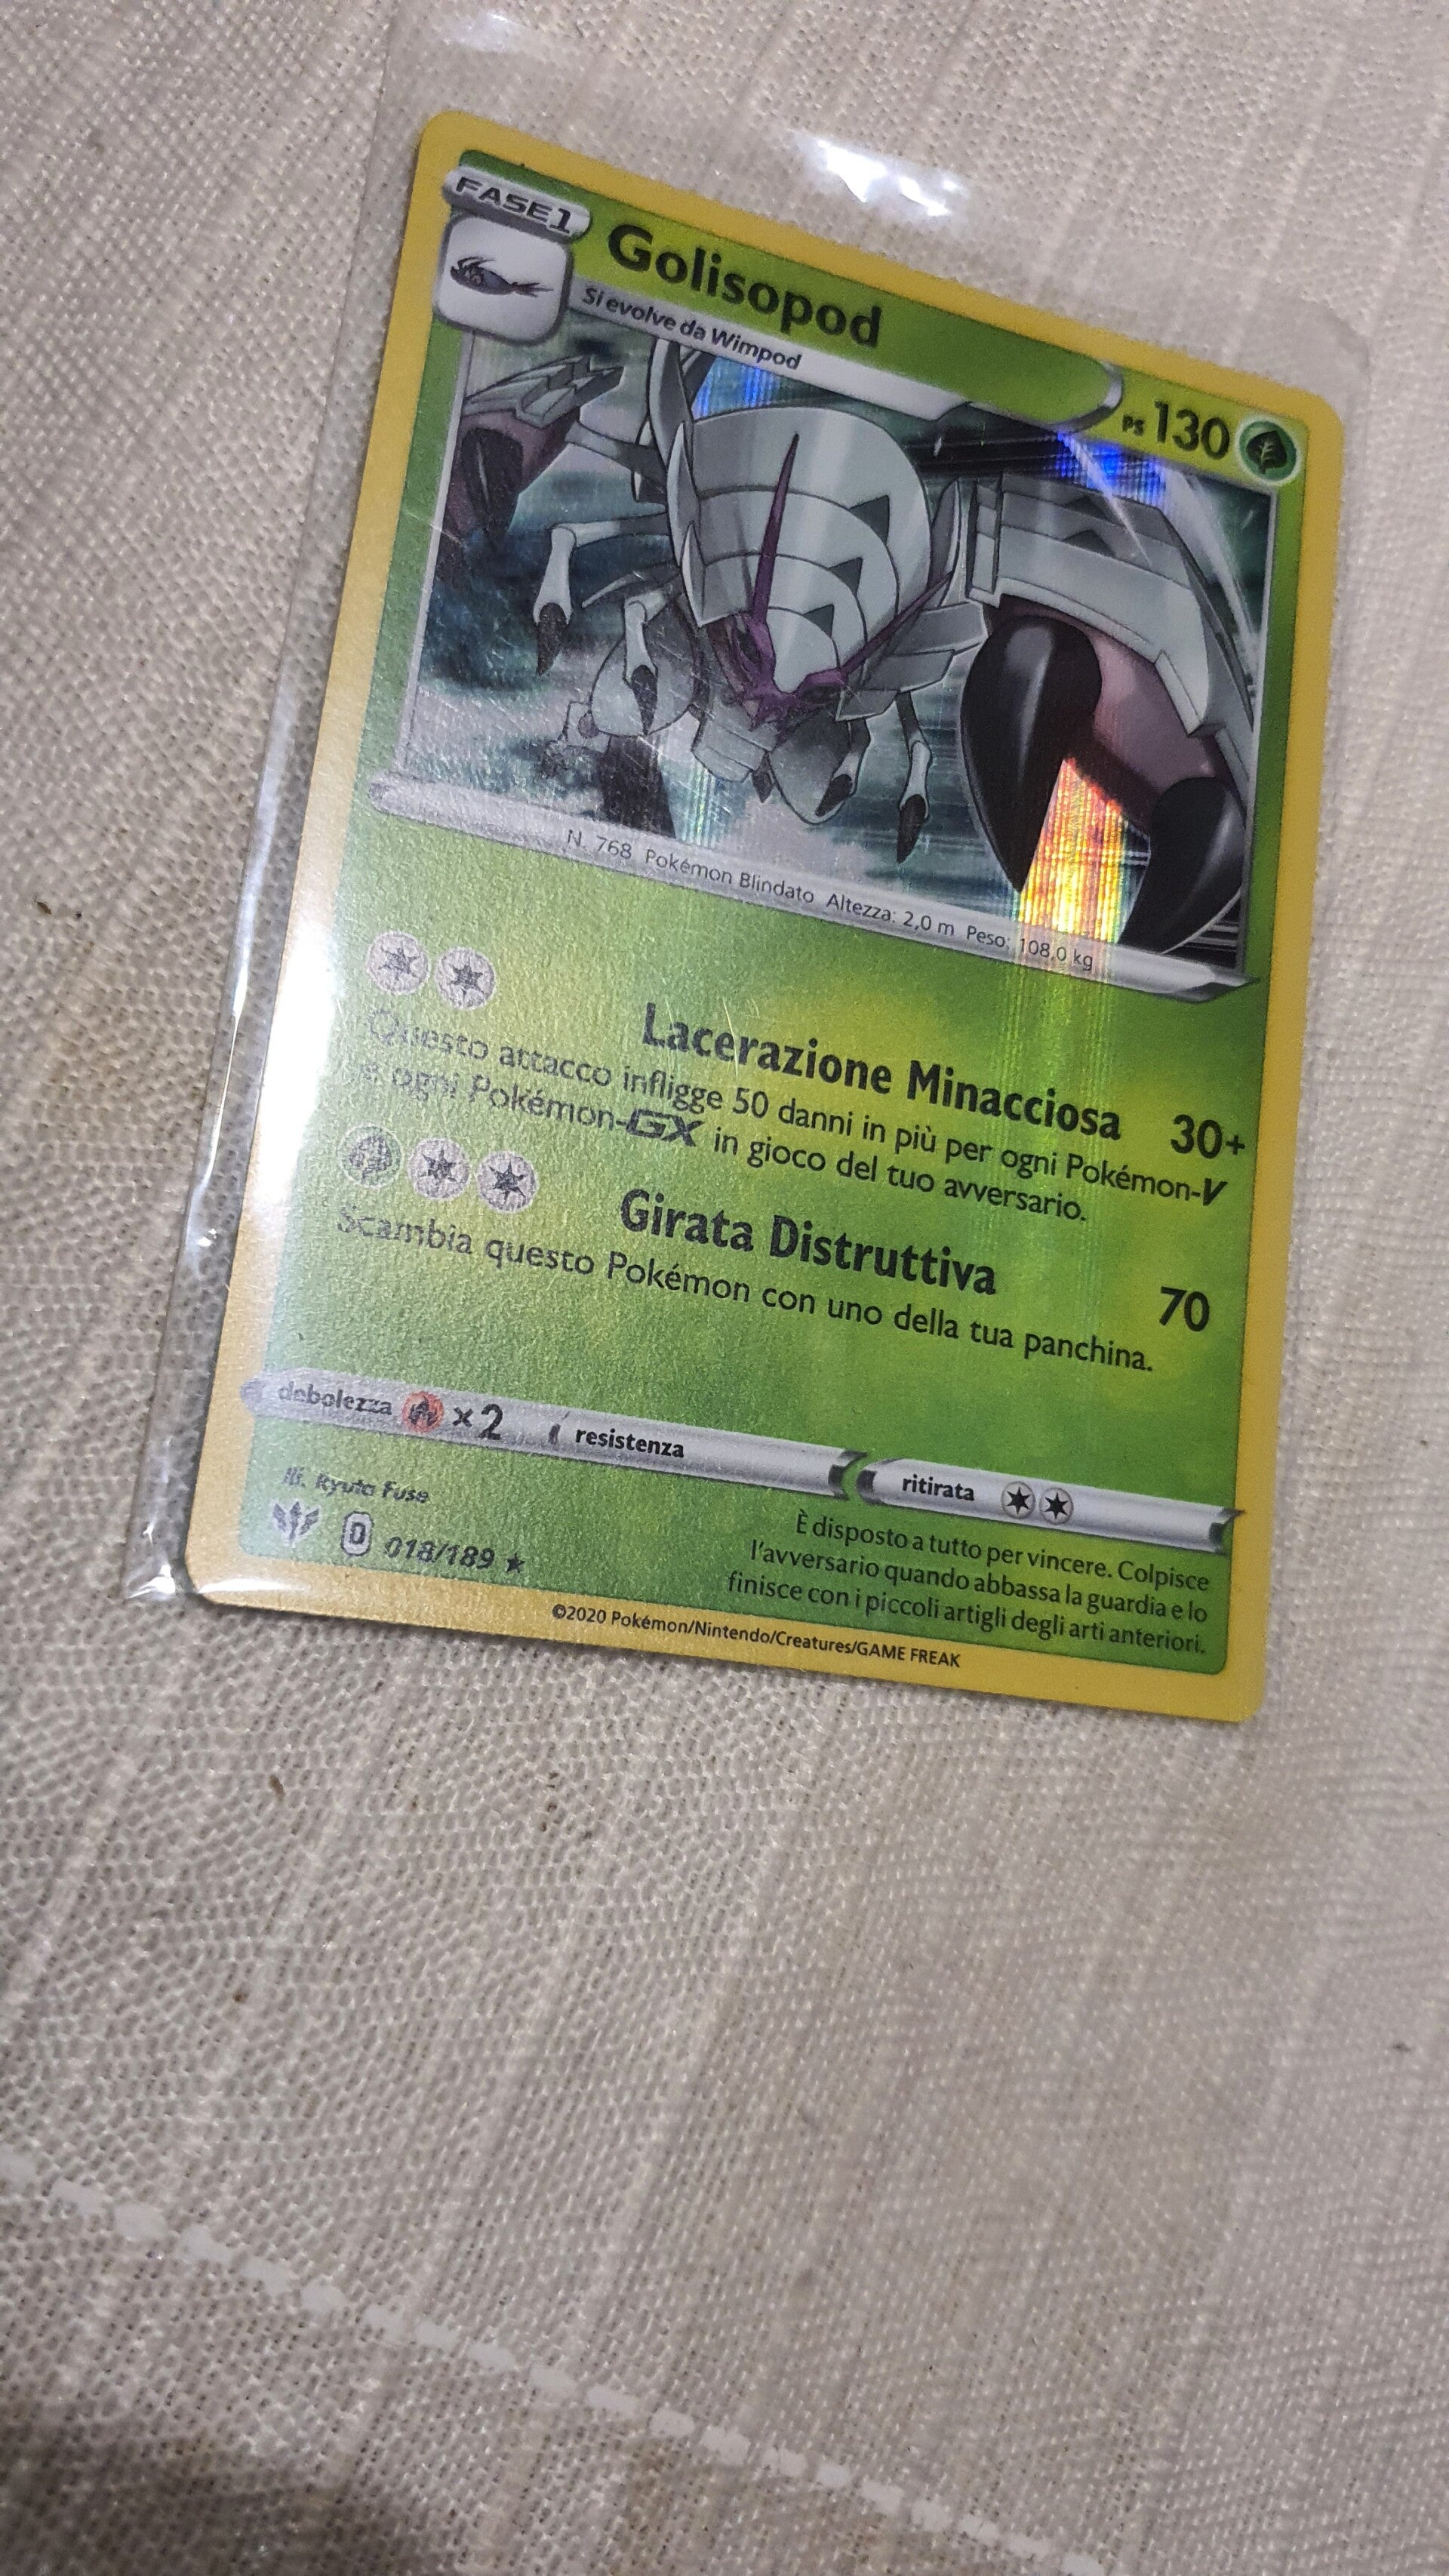 FASE1
Golisopod
PS 130
Si evolve da Wimpod
N. 768 Pokémon Blindato Altezza: 2,0 m Peso: 108,0 kg
Lacerazione Minacciosa 30+
Questo attacco infligge 50 danni in più per ogni Pokémon-V
e ogni Pokémon-GX in gioco del tuo avversario.
Girata Distruttiva 70
Scambia questo Pokémon con uno della tua panchina.
debolezza ×2 resistenza ritirata
Ill. Ryuta Fuse
D 018/189 ★
È disposto a tutto per vincere. Colpisce
l'avversario quando abbassa la guardia e lo
finisce con i piccoli artigli degli arti anteriori.
©2020 Pokémon/Nintendo/Creatures/GAME FREAK